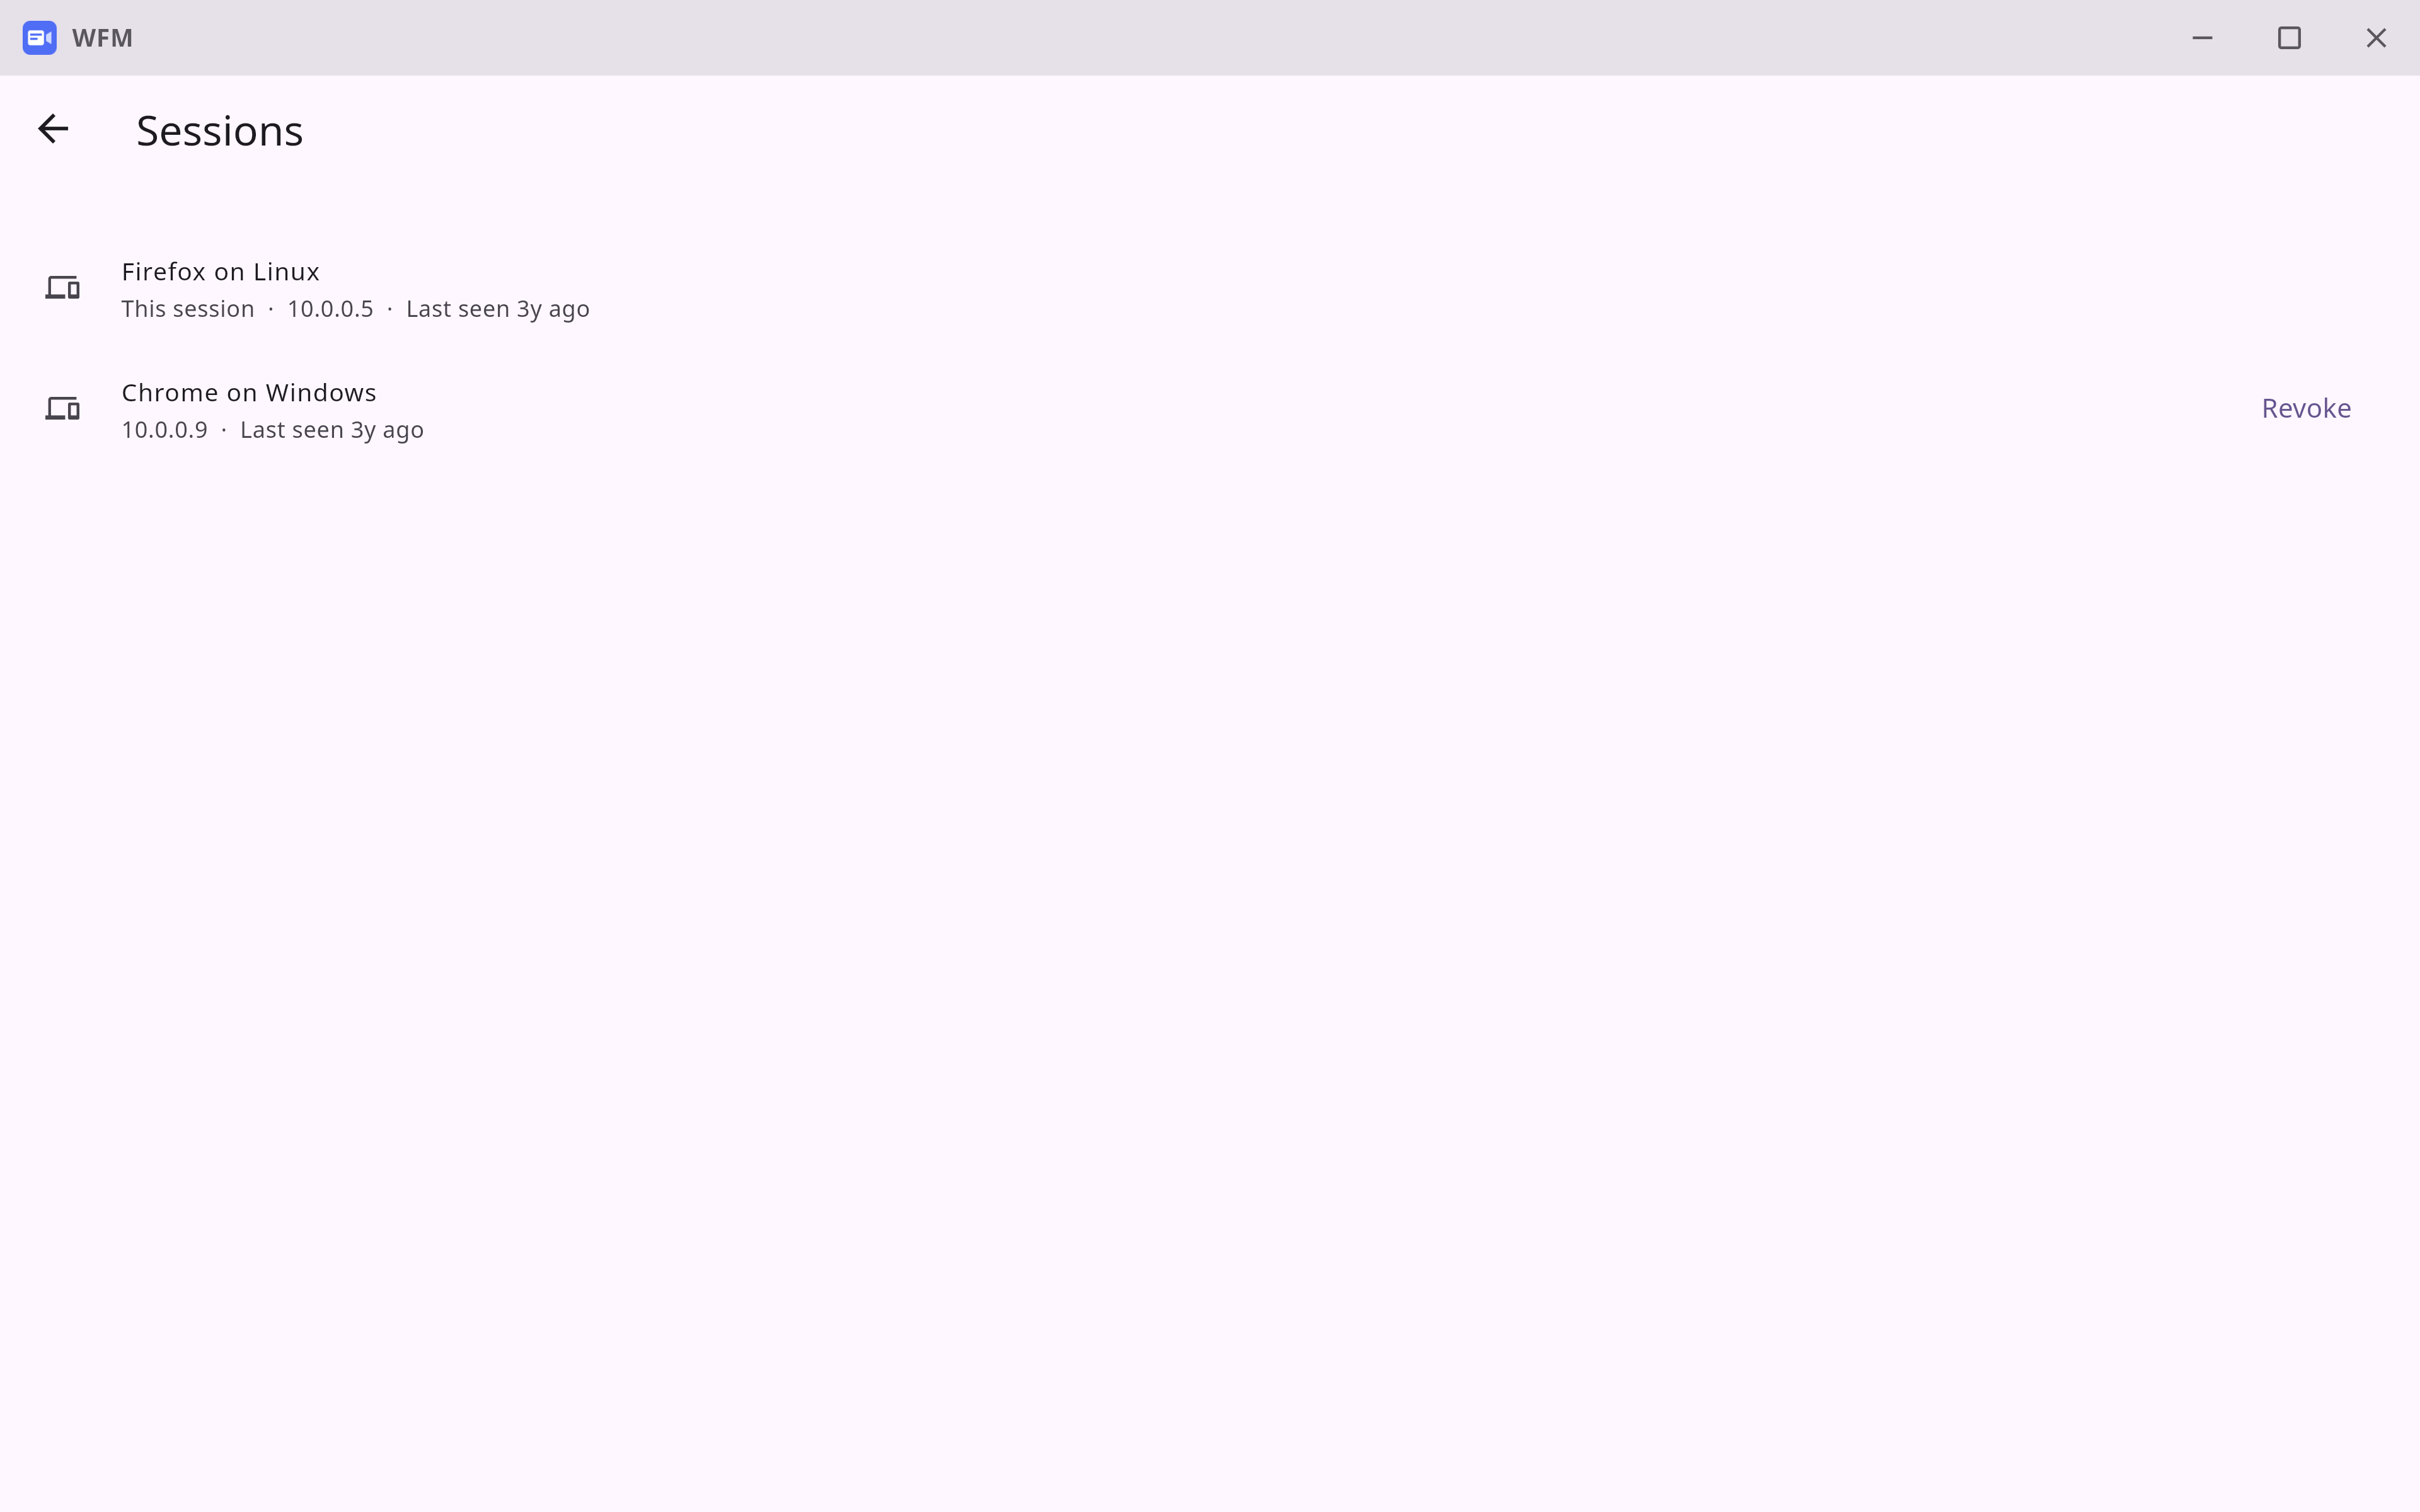 WFM
Sessions
Firefox on Linux
This session · 10.0.0.5 · Last seen 3y ago
Chrome on Windows
10.0.0.9 · Last seen 3y ago
Revoke